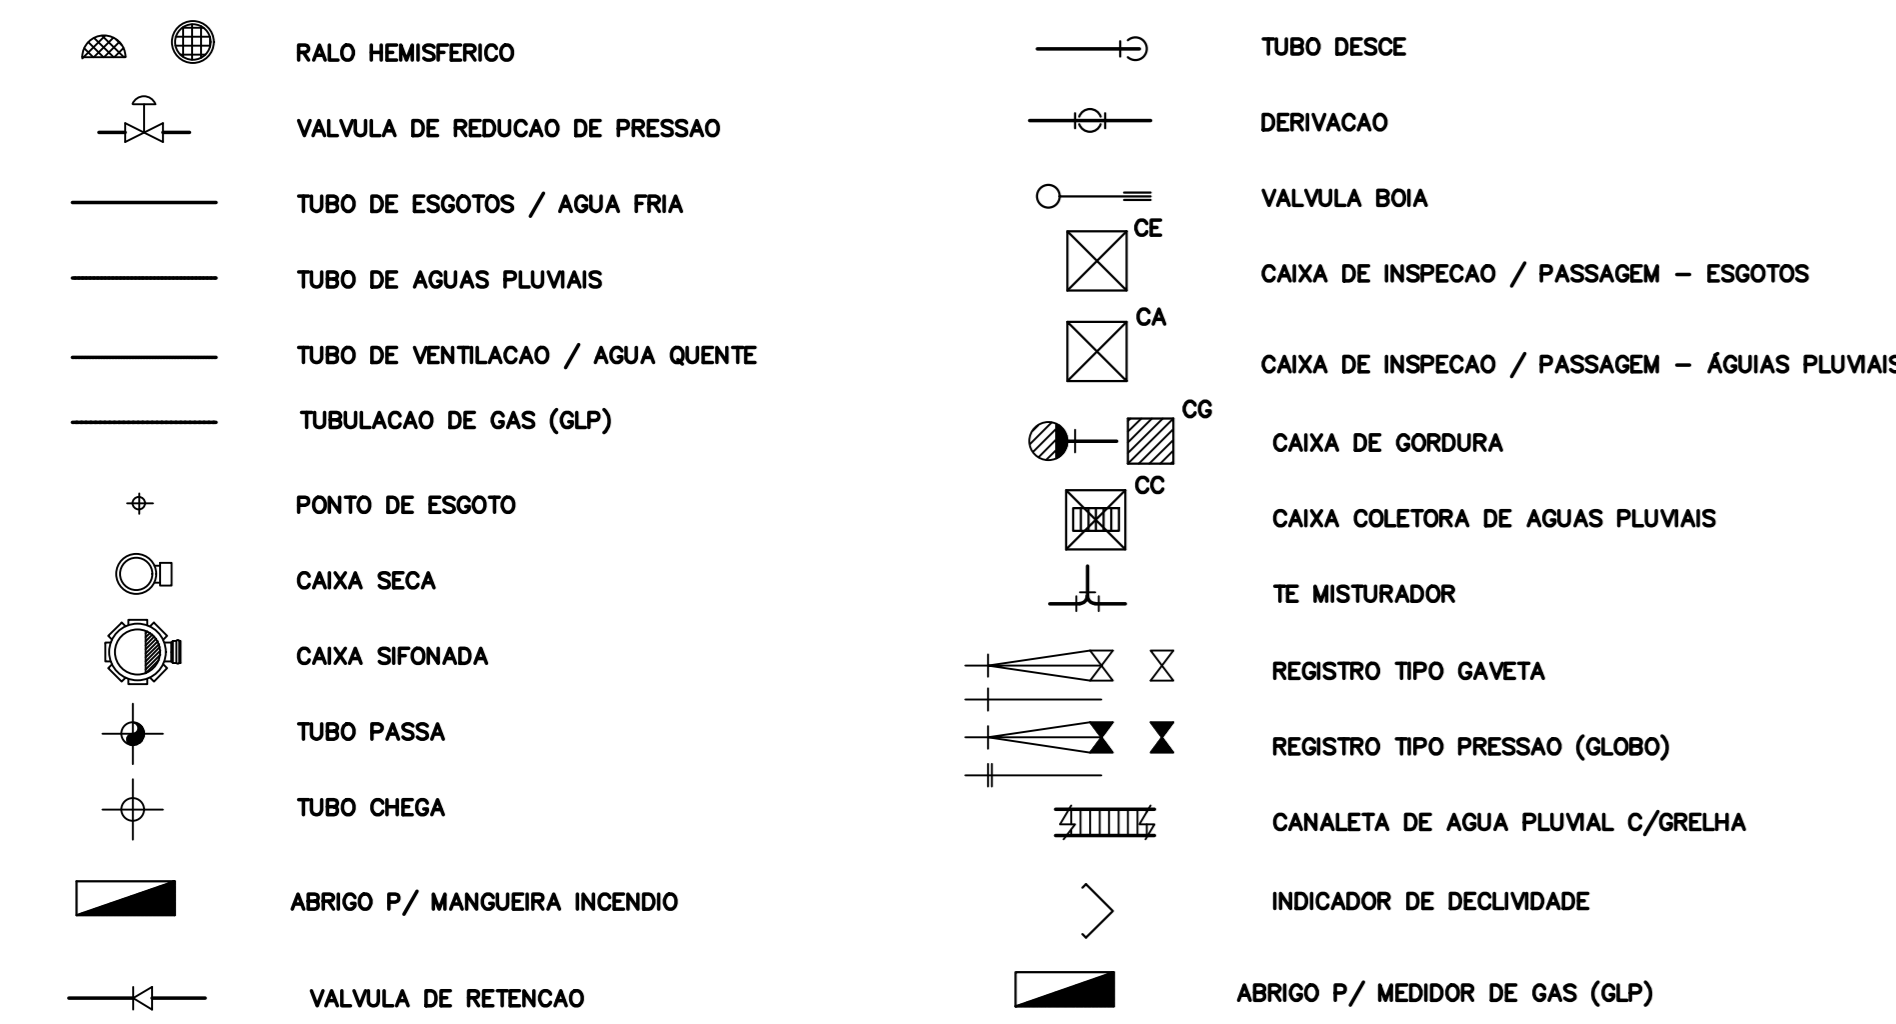 RALO HEMISFERICO
VALVULA DE REDUCAO DE PRESSAO
TUBO DE ESGOTOS / AGUA FRIA
TUBO DE AGUAS PLUVIAIS
TUBO DE VENTILACAO / AGUA QUENTE
TUBULACAO DE GAS (GLP)
PONTO DE ESGOTO
CAIXA SECA
CAIXA SIFONADA
TUBO PASSA
TUBO CHEGA
ABRIGO P/ MANGUEIRA INCENDIO
VALVULA DE RETENCAO
TUBO DESCE
DERIVACAO
VALVULA BOIA
CE
CAIXA DE INSPECAO / PASSAGEM - ESGOTOS
CA
CAIXA DE INSPECAO / PASSAGEM - ÁGUIAS PLUVIAIS
CG
CAIXA DE GORDURA
CC
CAIXA COLETORA DE AGUAS PLUVIAIS
TE MISTURADOR
REGISTRO TIPO GAVETA
REGISTRO TIPO PRESSAO (GLOBO)
CANALETA DE AGUA PLUVIAL C/GRELHA
INDICADOR DE DECLIVIDADE
ABRIGO P/ MEDIDOR DE GAS (GLP)